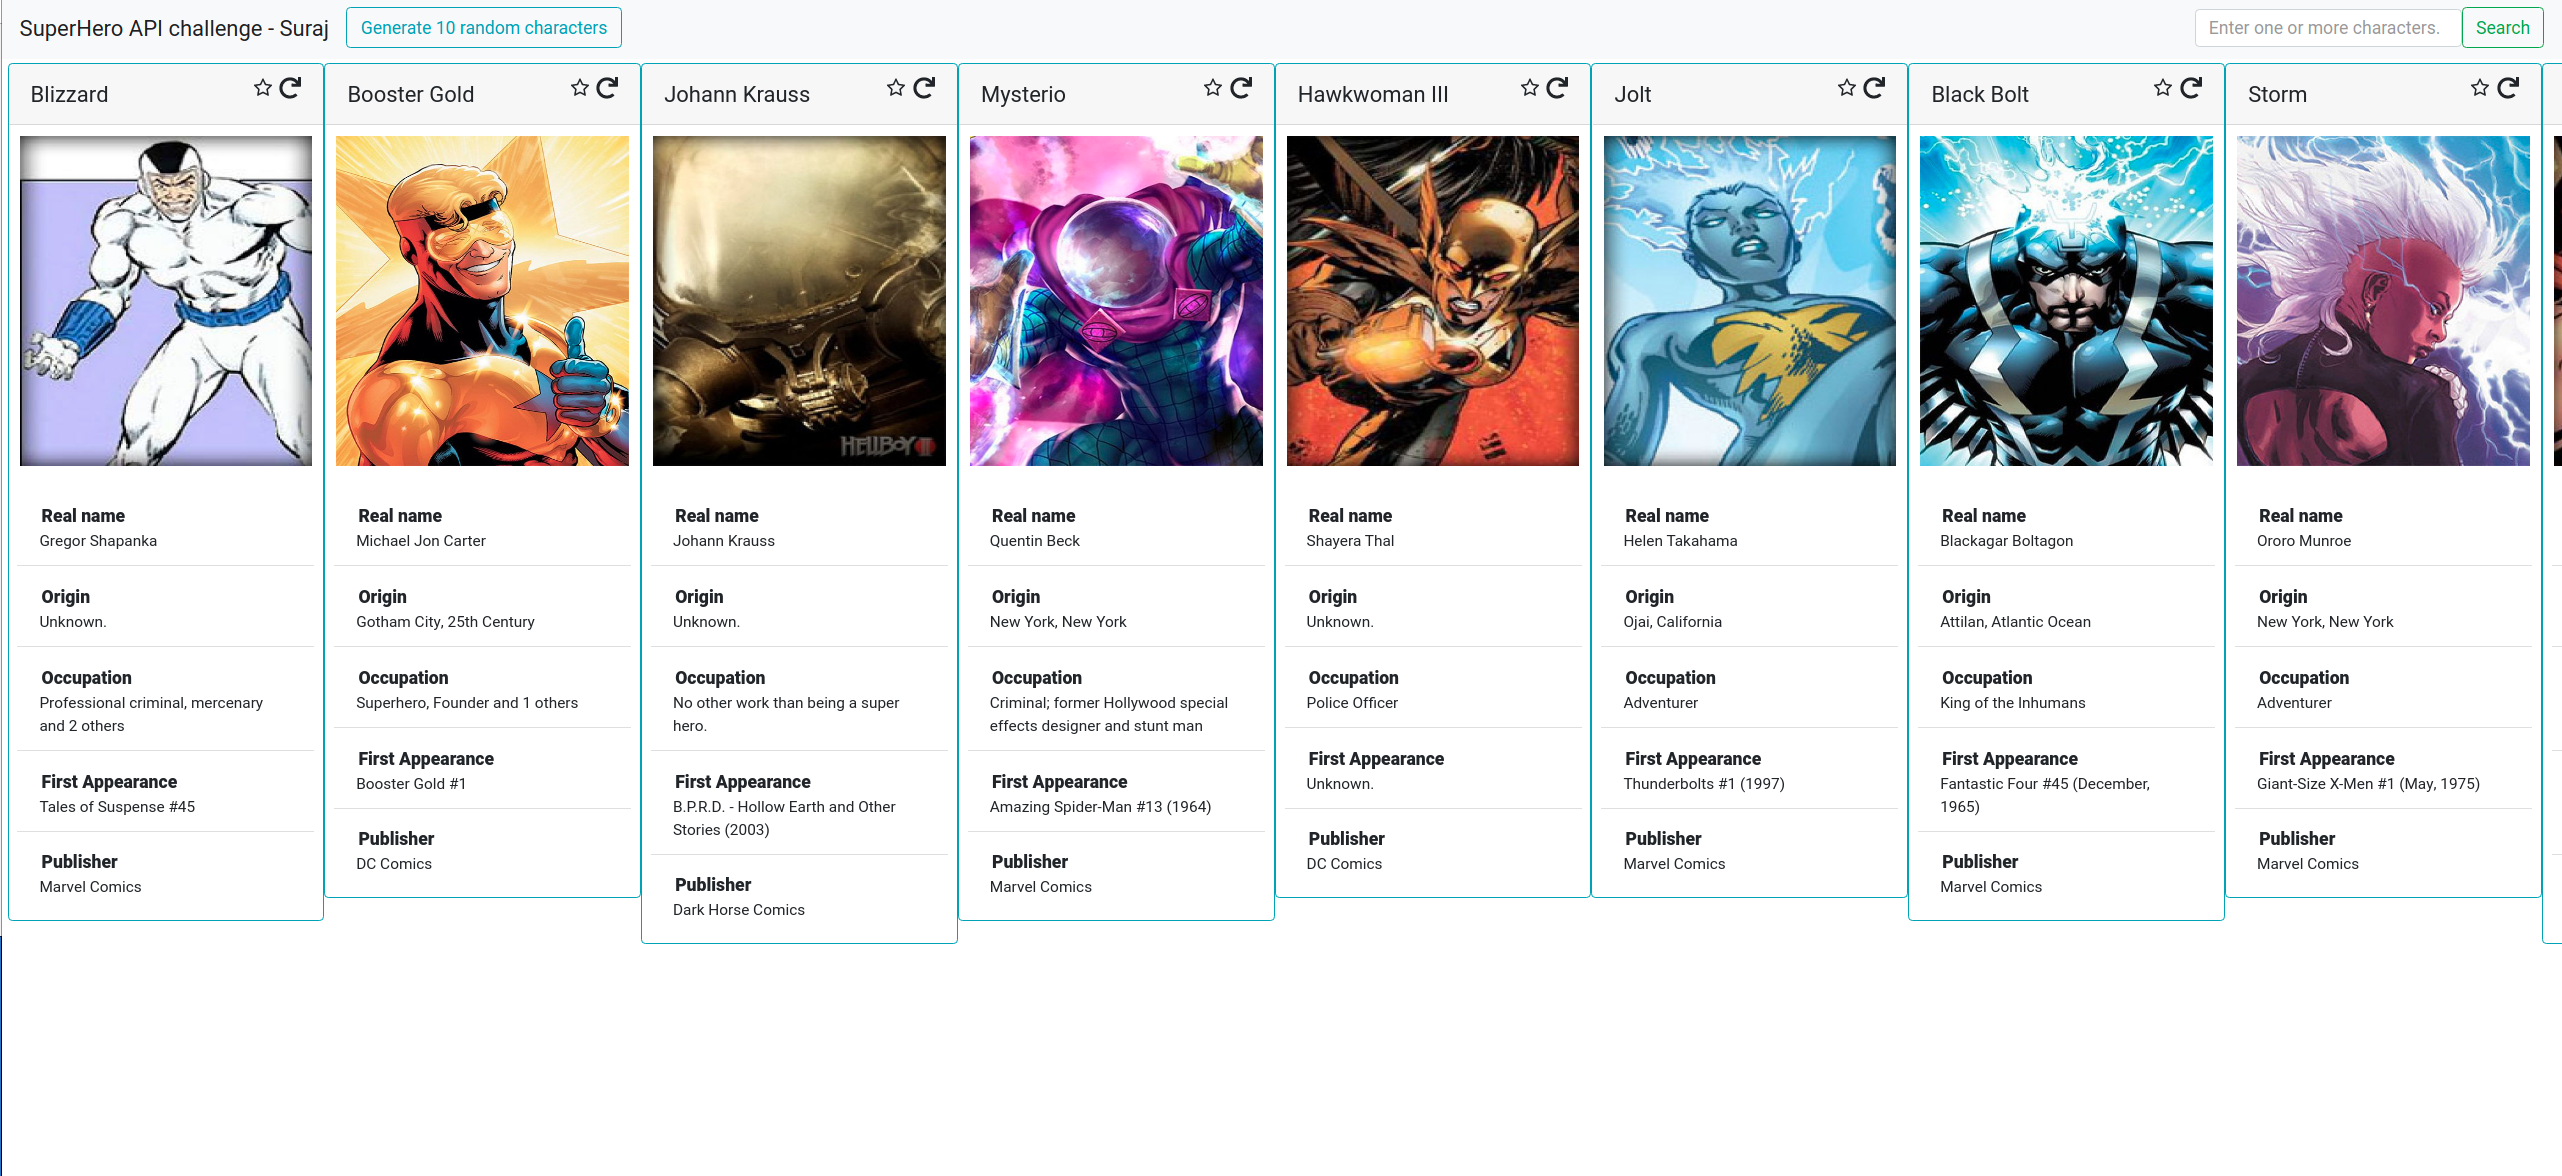 SuperHero API challenge - Suraj
Generate 10 random characters
Enter one or more characters.
Search
Blizzard
Real name
Gregor Shapanka
Origin
Unknown.
Occupation
Professional criminal, mercenary
and 2 others
First Appearance
Tales of Suspense #45
Publisher
Marvel Comics
Booster Gold
Real name
Michael Jon Carter
Origin
Gotham City, 25th Century
Occupation
Superhero, Founder and 1 others
First Appearance
Booster Gold #1
Publisher
DC Comics
Johann Krauss
HELLBOY II
Real name
Johann Krauss
Origin
Unknown.
Occupation
No other work than being a super
hero.
First Appearance
B.P.R.D. - Hollow Earth and Other
Stories (2003)
Publisher
Dark Horse Comics
Mysterio
Real name
Quentin Beck
Origin
New York, New York
Occupation
Criminal; former Hollywood special
effects designer and stunt man
First Appearance
Amazing Spider-Man #13 (1964)
Publisher
Marvel Comics
Hawkwoman III
Real name
Shayera Thal
Origin
Unknown.
Occupation
Police Officer
First Appearance
Unknown.
Publisher
DC Comics
Jolt
Real name
Helen Takahama
Origin
Ojai, California
Occupation
Adventurer
First Appearance
Thunderbolts #1 (1997)
Publisher
Marvel Comics
Black Bolt
Real name
Blackagar Boltagon
Origin
Attilan, Atlantic Ocean
Occupation
King of the Inhumans
First Appearance
Fantastic Four #45 (December,
1965)
Publisher
Marvel Comics
Storm
Real name
Ororo Munroe
Origin
New York, New York
Occupation
Adventurer
First Appearance
Giant-Size X-Men #1 (May, 1975)
Publisher
Marvel Comics